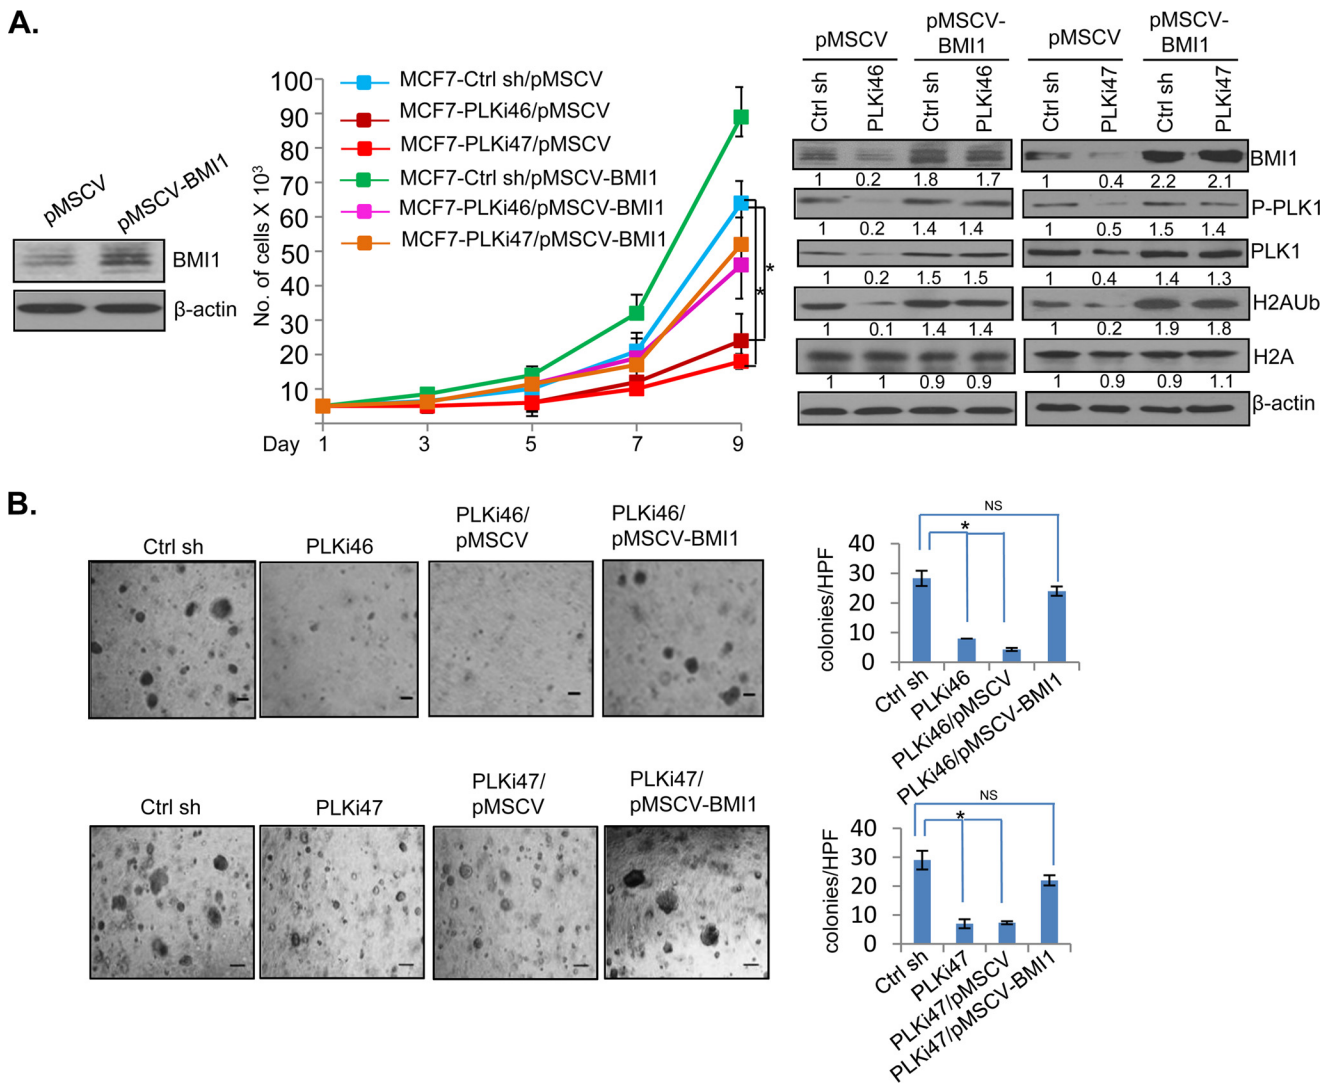 A.
pMSCV
pMSCV-BMI1
BMI1
β-actin
No. of cells X 10³
100
90
80
70
60
50
40
30
20
10
Day
1
3
5
7
9
MCF7-Ctrl sh/pMSCV
MCF7-PLKi46/pMSCV
MCF7-PLKi47/pMSCV
MCF7-Ctrl sh/pMSCV-BMI1
MCF7-PLKi46/pMSCV-BMI1
MCF7-PLKi47/pMSCV-BMI1
*
*
pMSCV
pMSCV-
BMI1
pMSCV
pMSCV-
BMI1
Ctrl sh
PLKi46
Ctrl sh
PLKi46
Ctrl sh
PLKi47
Ctrl sh
PLKi47
BMI1
1 0.2 1.8 1.7 1 0.4 2.2 2.1
P-PLK1
1 0.2 1.4 1.4 1 0.5 1.5 1.4
PLK1
1 0.2 1.5 1.5 1 0.4 1.4 1.3
H2AUb
1 0.1 1.4 1.4 1 0.2 1.9 1.8
H2A
1 1 0.9 0.9 1 0.9 0.9 1.1
β-actin
B.
Ctrl sh
PLKi46
PLKi46/
pMSCV
PLKi46/
pMSCV-BMI1
NS
*
colonies/HPF
40
30
20
10
0
Ctrl sh
PLKi46
PLKi46/pMSCV
PLKi46/pMSCV-BMI1
Ctrl sh
PLKi47
PLKi47/
pMSCV
PLKi47/
pMSCV-BMI1
NS
*
colonies/HPF
40
30
20
10
0
Ctrl sh
PLKi47
PLKi47/pMSCV
PLKi47/pMSCV-BMI1